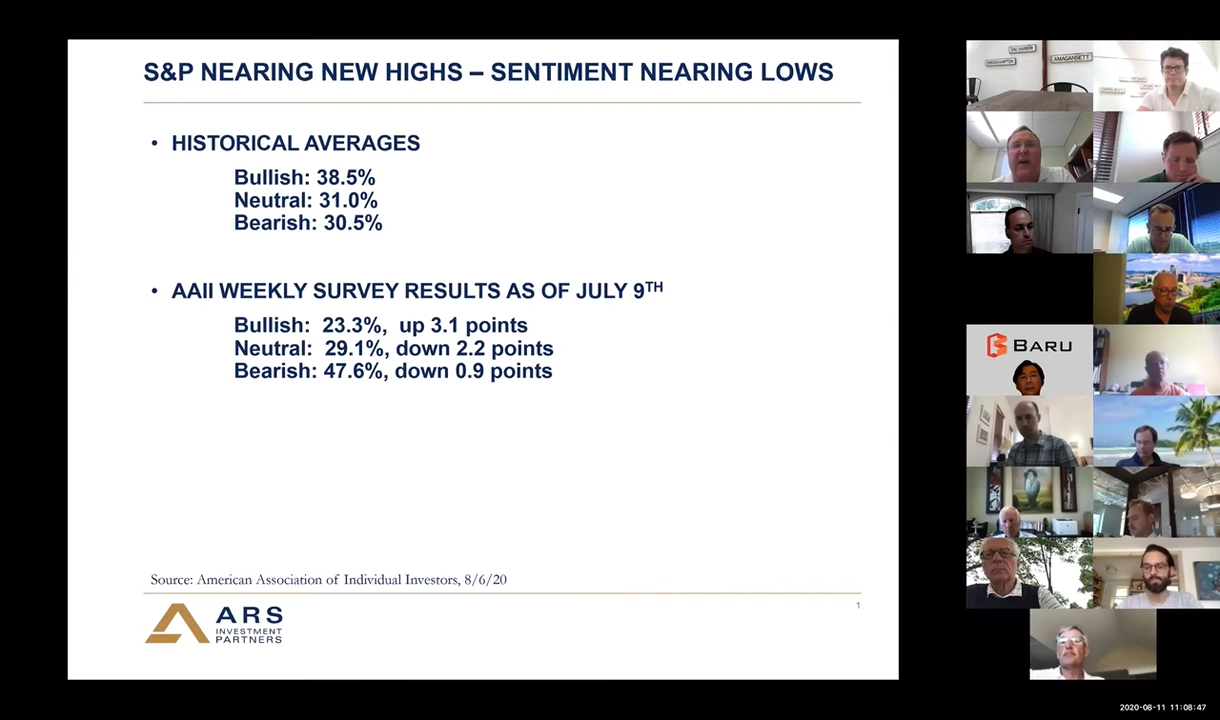 S&P NEARING NEW HIGHS – SENTIMENT NEARING LOWS
• HISTORICAL AVERAGES
Bullish: 38.5%
Neutral: 31.0%
Bearish: 30.5%
• AAII WEEKLY SURVEY RESULTS AS OF JULY 9TH
Bullish: 23.3%, up 3.1 points
Neutral: 29.1%, down 2.2 points
Bearish: 47.6%, down 0.9 points
Source: American Association of Individual Investors, 8/6/20
1
ARS
INVESTMENT
PARTNERS
SAG HARBOR
BRIDGEHAMPTON
AMAGANSETT
BARU
2020-08-11 11:08:47